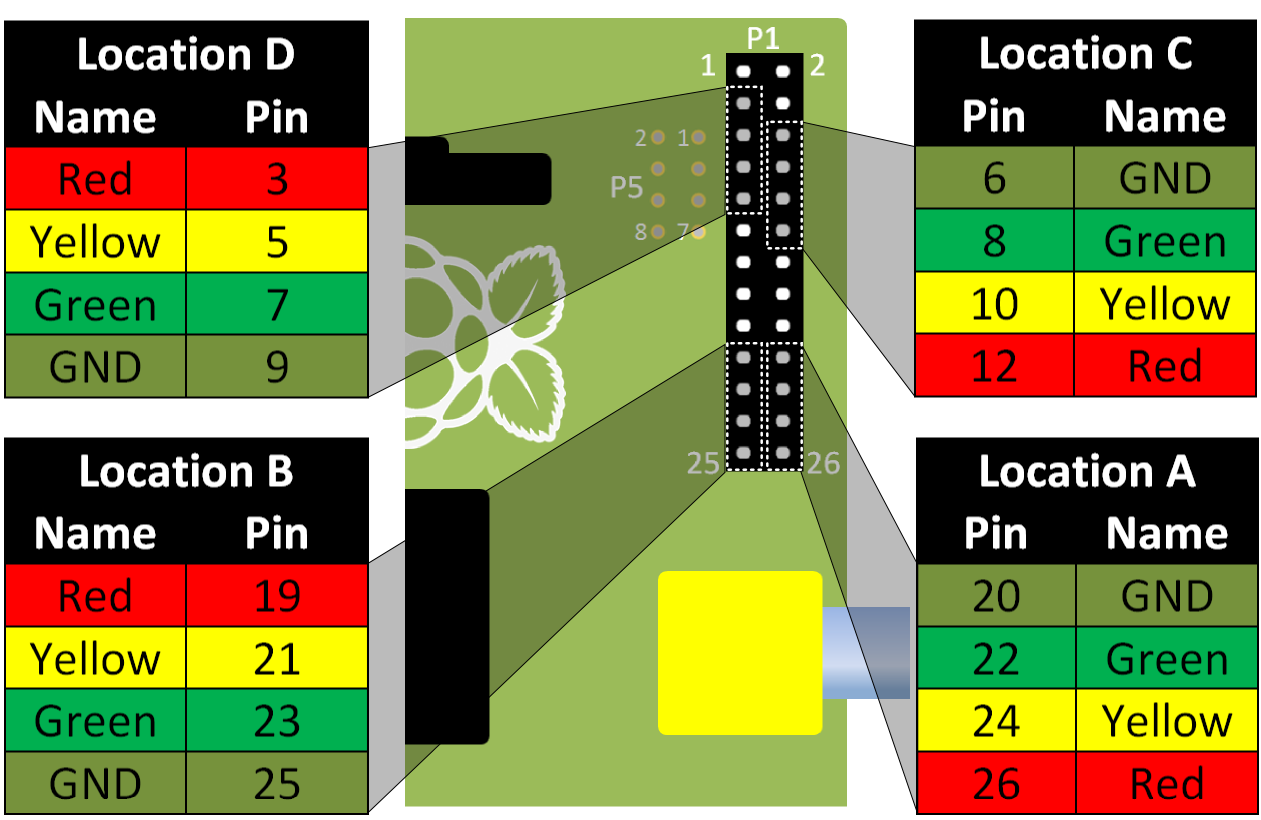 Location D
Name Pin
Red 3
Yellow 5
Green 7
GND 9
P1
1 2
2 1
P5
8 7
25 26
Location C
Pin Name
6 GND
8 Green
10 Yellow
12 Red
Location B
Name Pin
Red 19
Yellow 21
Green 23
GND 25
Location A
Pin Name
20 GND
22 Green
24 Yellow
26 Red